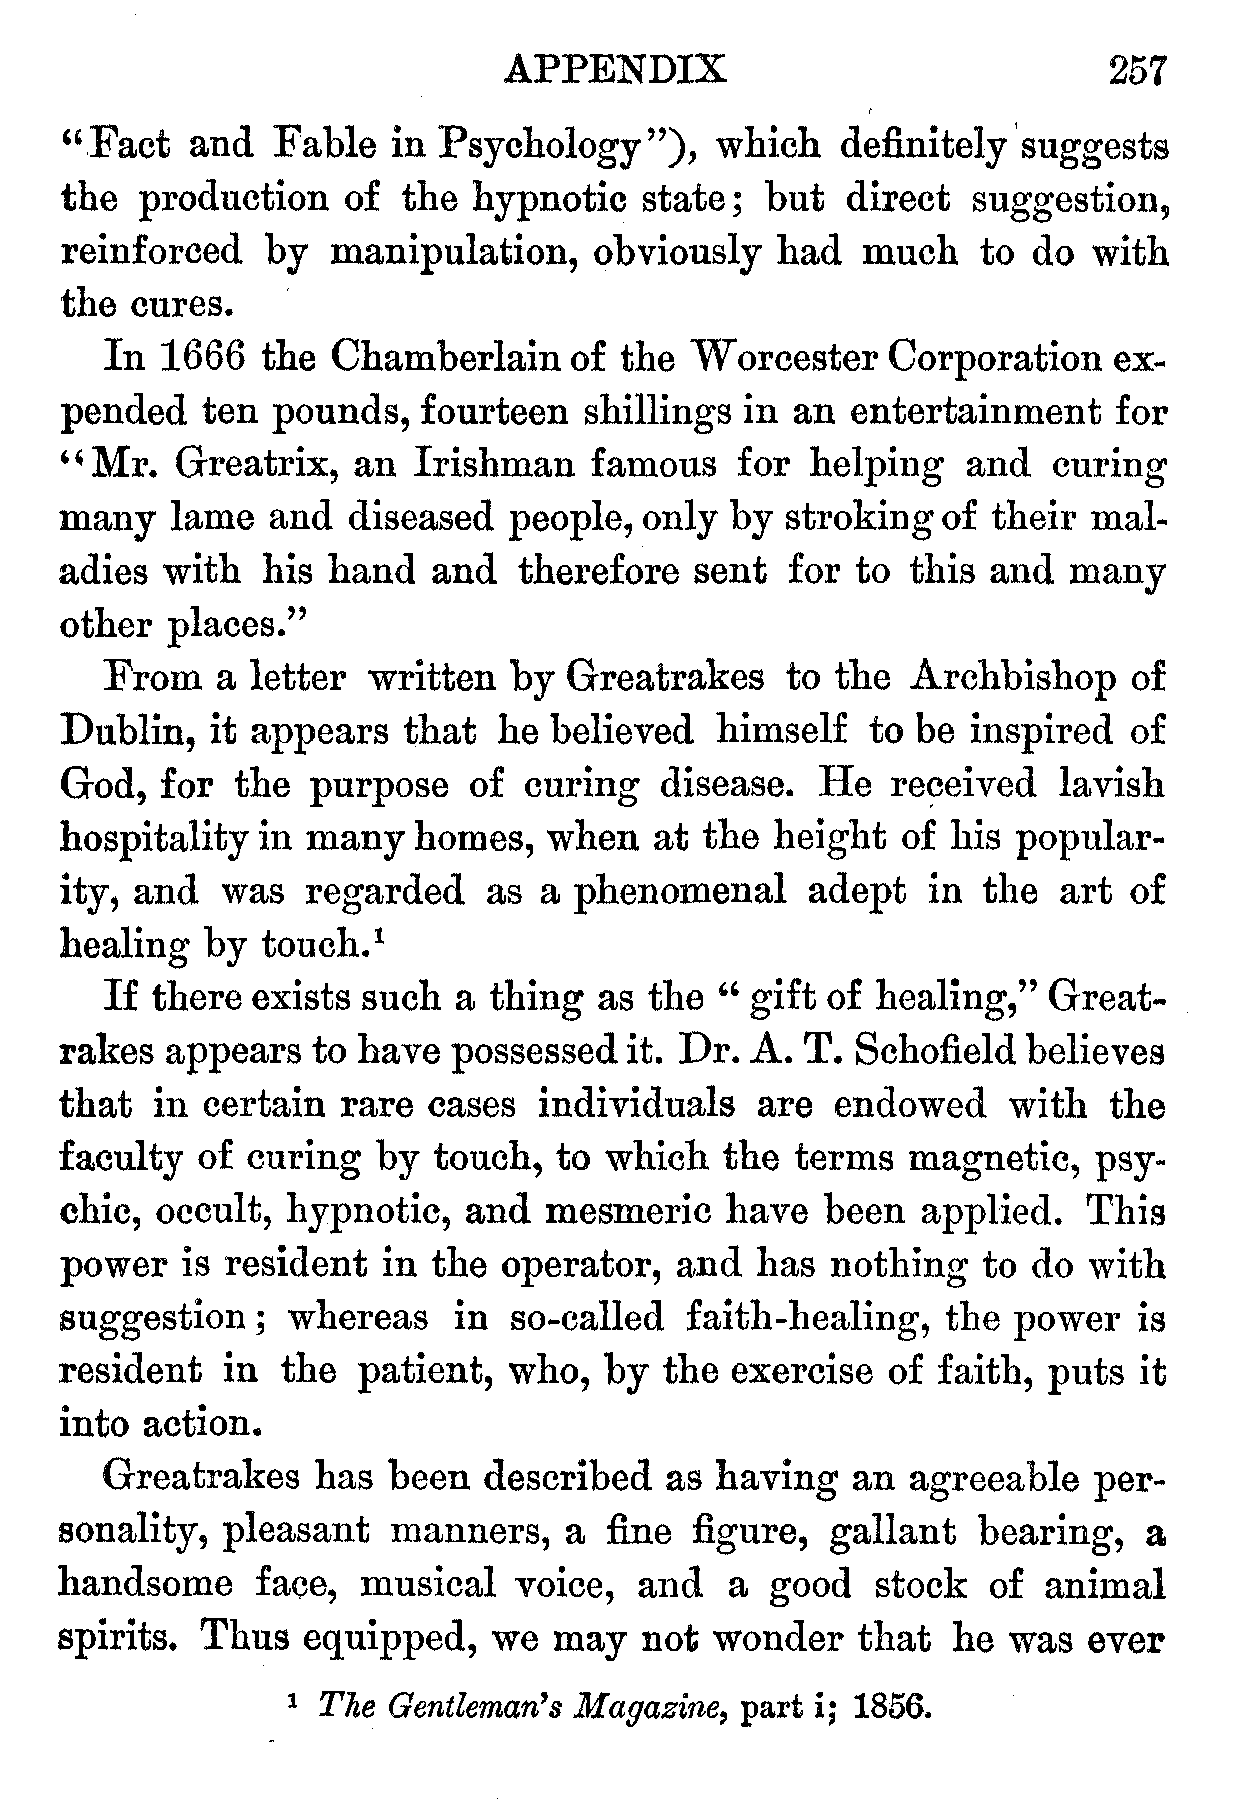 APPENDIX 257
“Fact and Fable in Psychology”), which definitely suggests
the production of the hypnotic state; but direct suggestion,
reinforced by manipulation, obviously had much to do with
the cures.
In 1666 the Chamberlain of the Worcester Corporation ex-
pended ten pounds, fourteen shillings in an entertainment for
“Mr. Greatrix, an Irishman famous for helping and curing
many lame and diseased people, only by stroking of their mal-
adies with his hand and therefore sent for to this and many
other places.”
From a letter written by Greatrakes to the Archbishop of
Dublin, it appears that he believed himself to be inspired of
God, for the purpose of curing disease. He received lavish
hospitality in many homes, when at the height of his popular-
ity, and was regarded as a phenomenal adept in the art of
healing by touch.¹
If there exists such a thing as the “ gift of healing,” Great-
rakes appears to have possessed it. Dr. A. T. Schofield believes
that in certain rare cases individuals are endowed with the
faculty of curing by touch, to which the terms magnetic, psy-
chic, occult, hypnotic, and mesmeric have been applied. This
power is resident in the operator, and has nothing to do with
suggestion; whereas in so-called faith-healing, the power is
resident in the patient, who, by the exercise of faith, puts it
into action.
Greatrakes has been described as having an agreeable per-
sonality, pleasant manners, a fine figure, gallant bearing, a
handsome face, musical voice, and a good stock of animal
spirits. Thus equipped, we may not wonder that he was ever
¹ The Gentleman’s Magazine, part i; 1856.